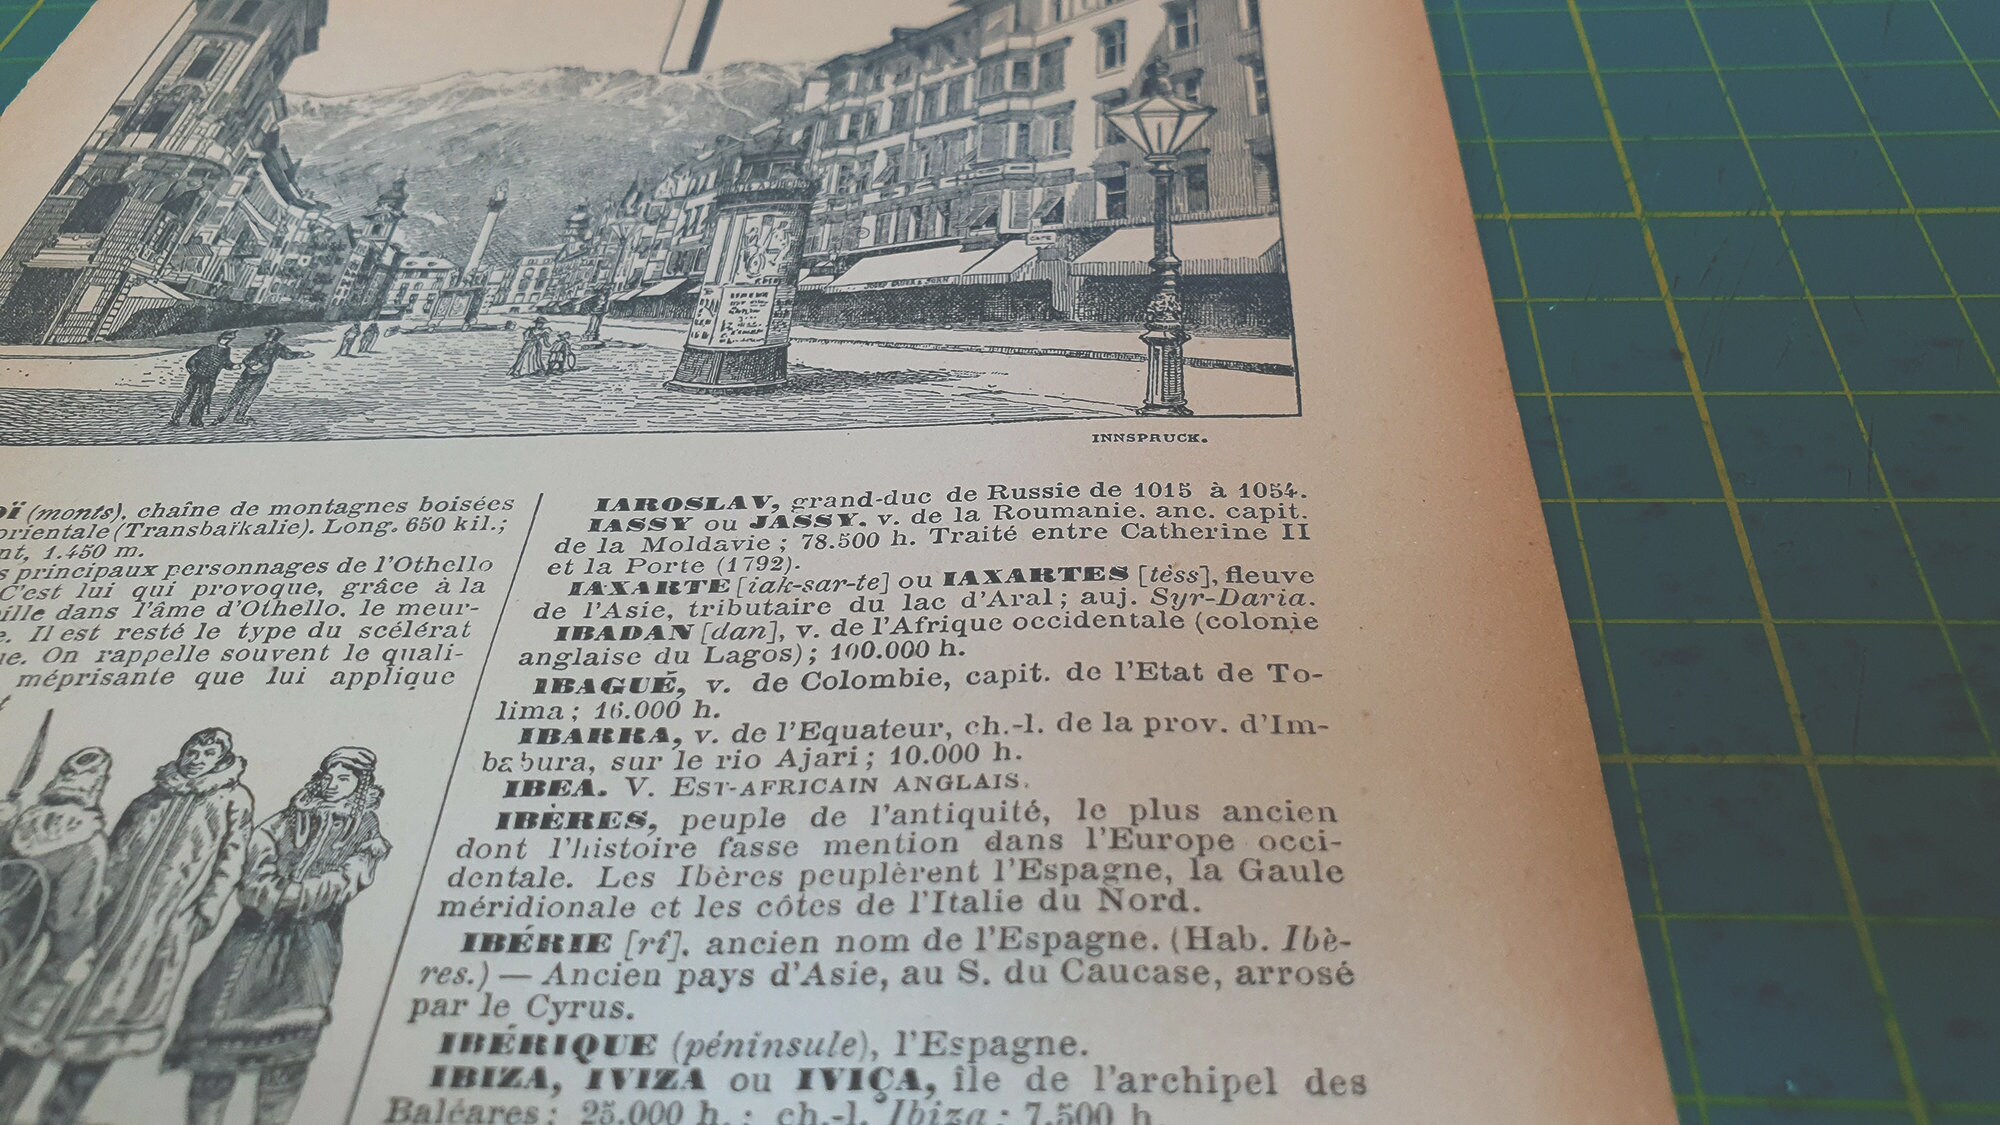 CAFÉ
INNSPRUCK.
(monts), chaîne de montagnes boisées
orientale (Transbaïkalie). Long. 650 kil.;
1.450 m.
principaux personnages de l'Othello
C'est lui qui provoque, grâce à la
dans l'âme d'Othello, le meur-
Il est resté le type du scélérat
On rappelle souvent le quali-
méprisante que lui applique
IAROSLAV, grand-duc de Russie de 1015 à 1054.
IASSY ou JASSY, v. de la Roumanie, anc. capit.
de la Moldavie ; 78.500 h. Traité entre Catherine II
et la Porte (1792).
IAXARTE [iak-sar-te] ou IAXARTES [tèss], fleuve
de l'Asie, tributaire du lac d'Aral ; auj. Syr-Daria.
IBADAN [dan], v. de l'Afrique occidentale (colonie
anglaise du Lagos) ; 100.000 h.
IBAGUÉ, v. de Colombie, capit. de l'Etat de To-
lima ; 16.000 h.
IBARRA, v. de l'Equateur, ch.-l. de la prov. d'Im-
babura, sur le rio Ajari ; 10.000 h.
IBEA. V. EST-AFRICAIN ANGLAIS.
IBÈRES, peuple de l'antiquité, le plus ancien
dont l'histoire fasse mention dans l'Europe occi-
dentale. Les Ibères peuplèrent l'Espagne, la Gaule
méridionale et les côtes de l'Italie du Nord.
IBÉRIE [rî], ancien nom de l'Espagne. (Hab. Ibè-
res.) — Ancien pays d'Asie, au S. du Caucase, arrosé
par le Cyrus.
IBÉRIQUE (péninsule), l'Espagne.
IBIZA, IVIZA ou IVIÇA, île de l'archipel des
Baléares ; 25.000 h. ; ch.-l. Ibiza ; 7.500 h.